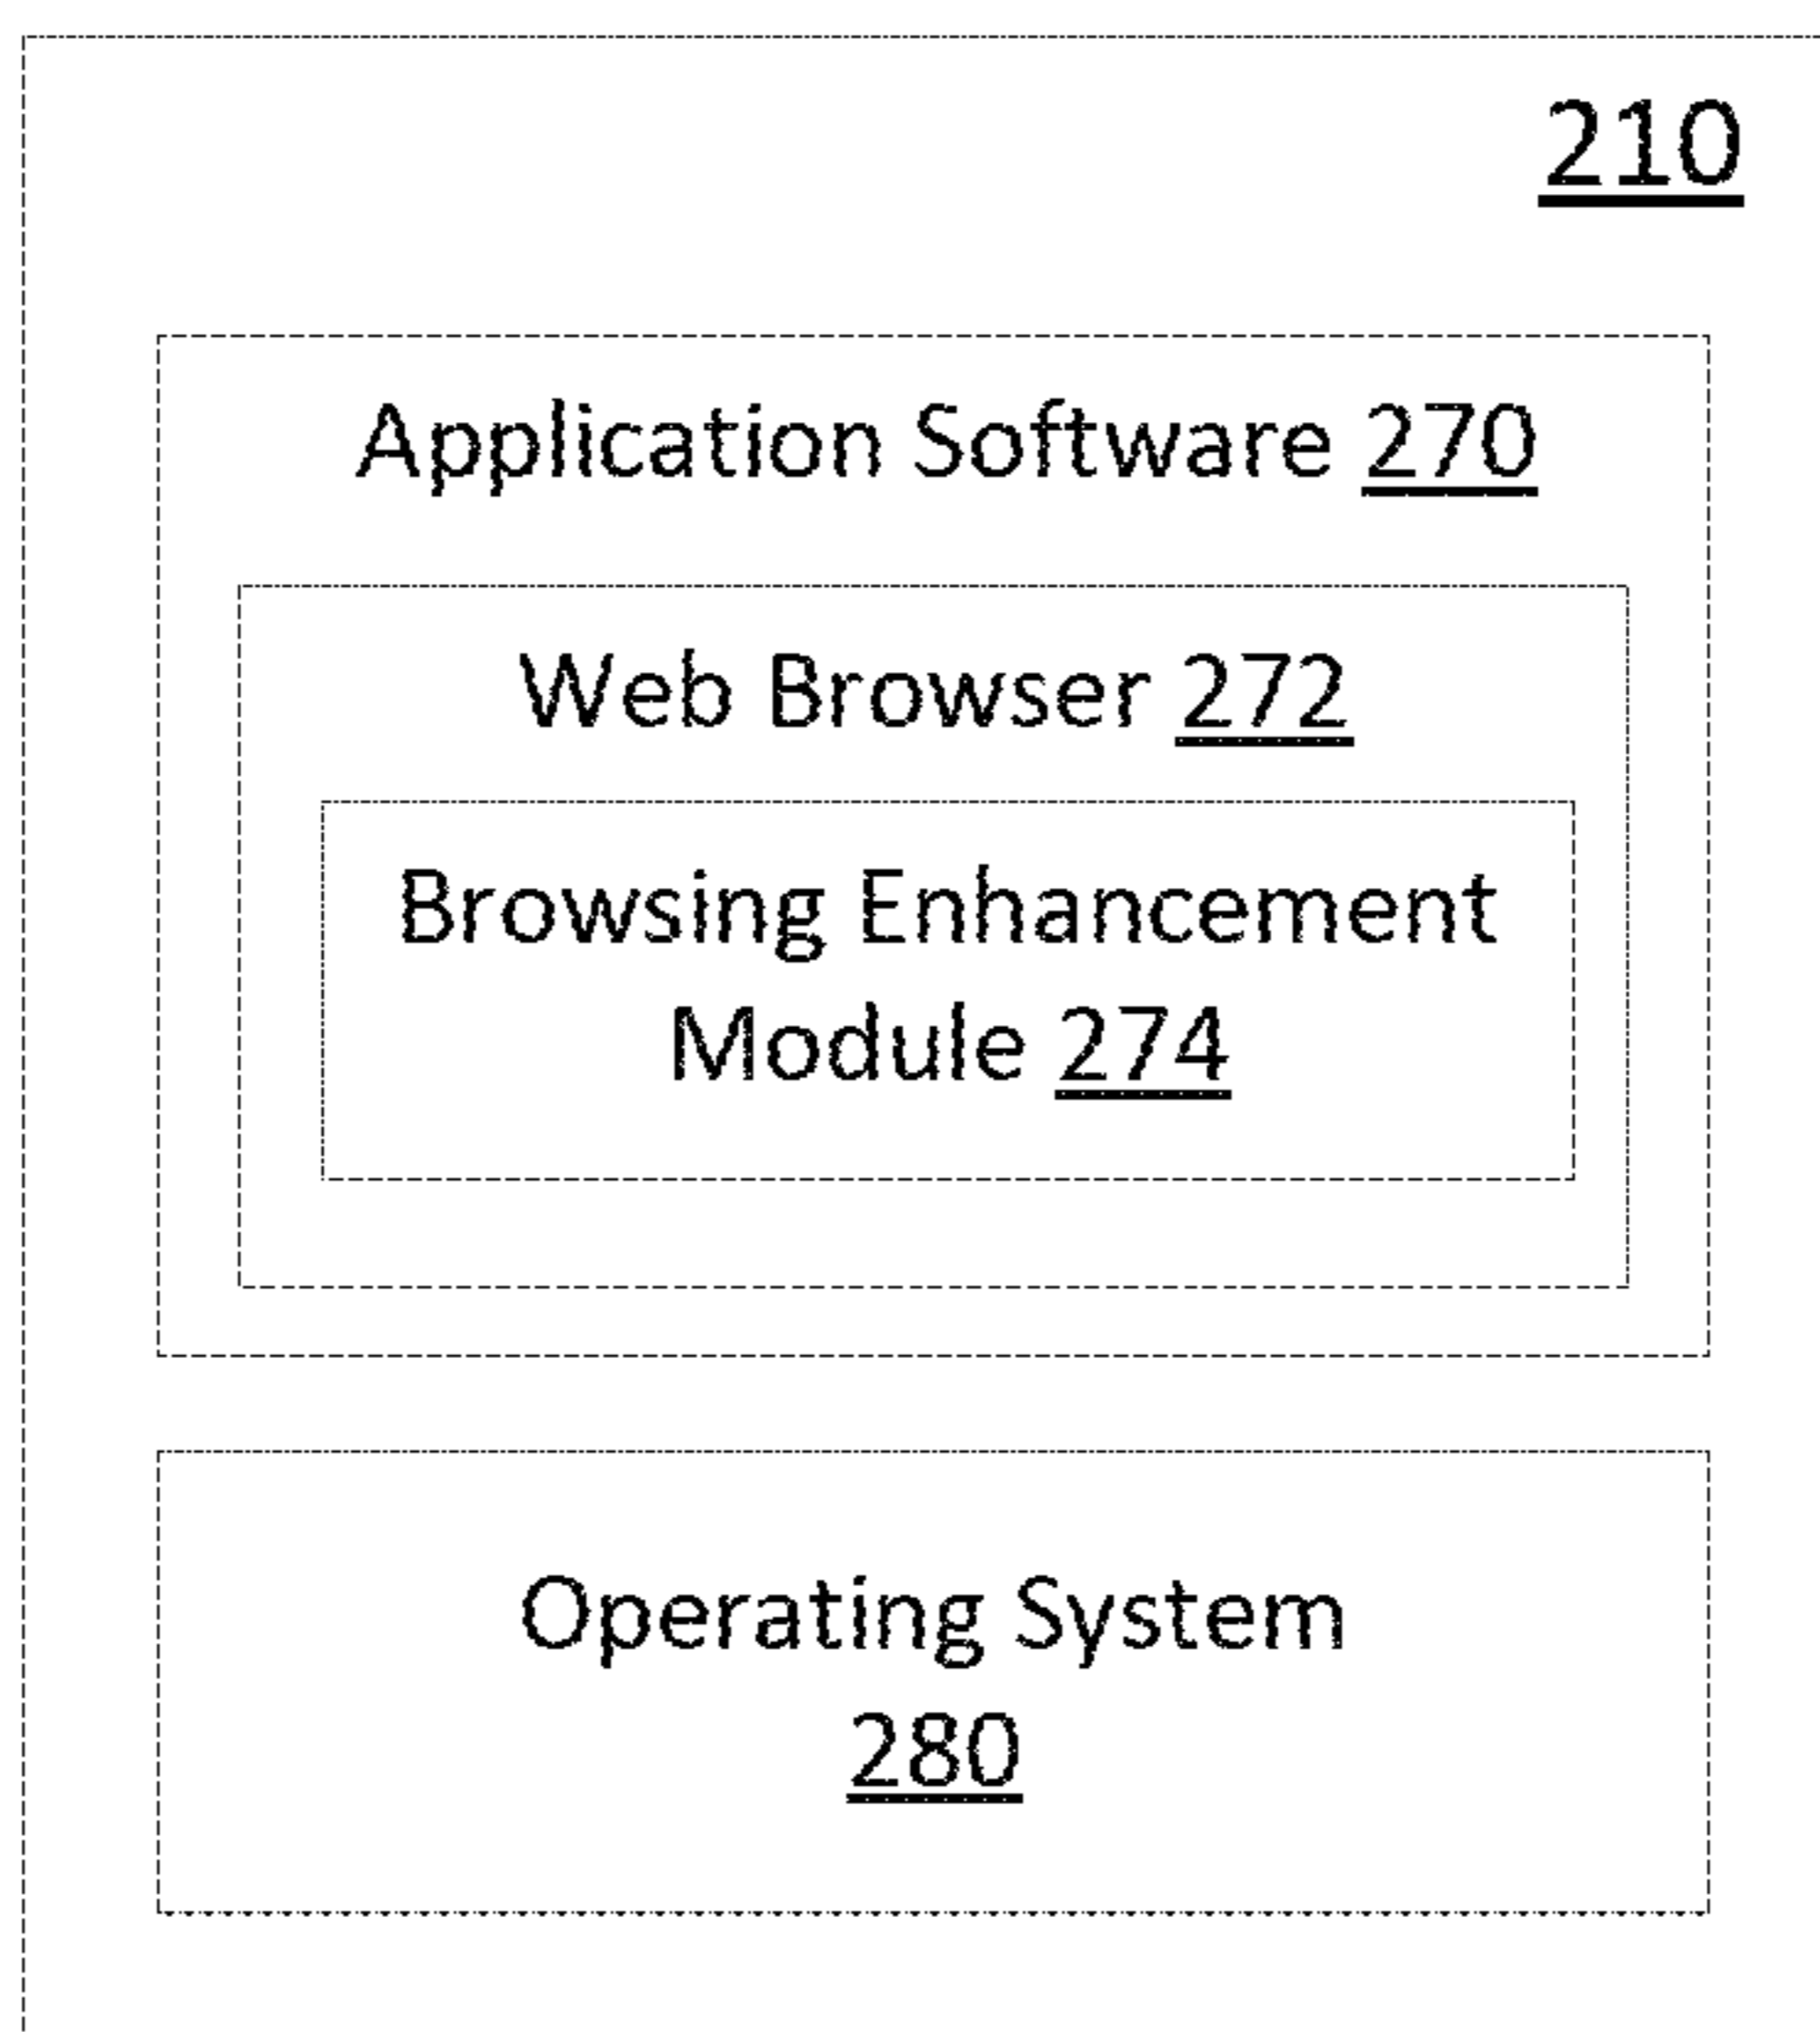 210
Application Software 270
Web Browser 272
Browsing Enhancement
Module 274
Operating System
280